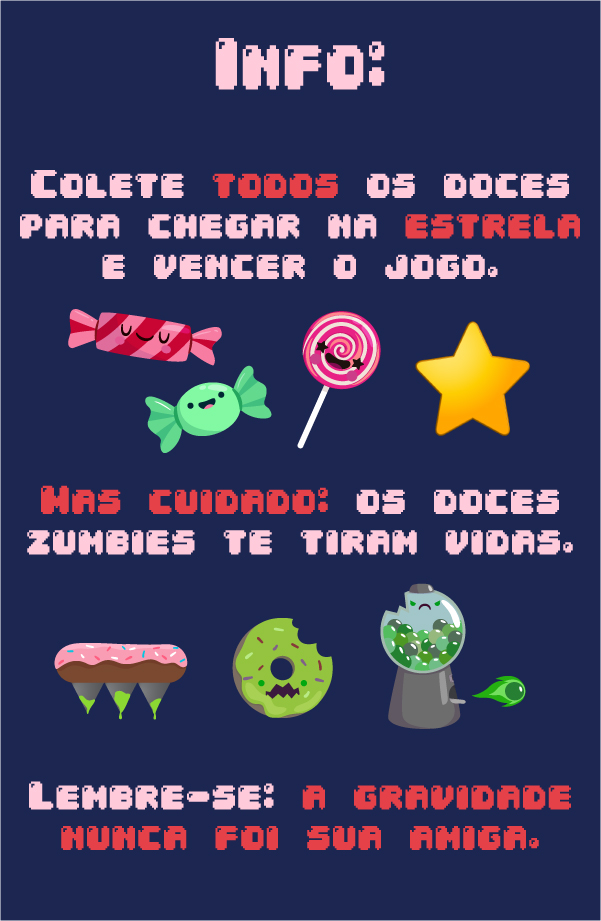 Info:
Colete todos os doces
para chegar na estrela
e vencer o jogo.
Mas cuidado: os doces
zumbies te tiram vidas.
Lembre-se: a gravidade
nunca foi sua amiga.